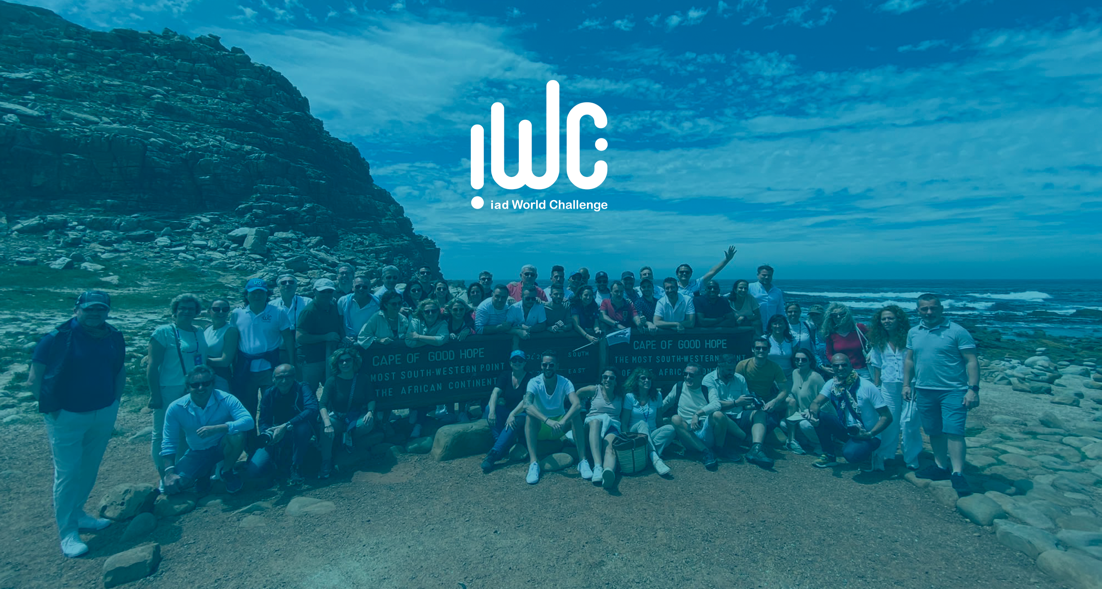 iwc
iad World Challenge
CAPE OF GOOD HOPE
THE MOST SOUTH-WESTERN POINT
CAPE OF GOOD HOPE
MOST SOUTH-WESTERN POINT
THE AFRICAN CONTINENT